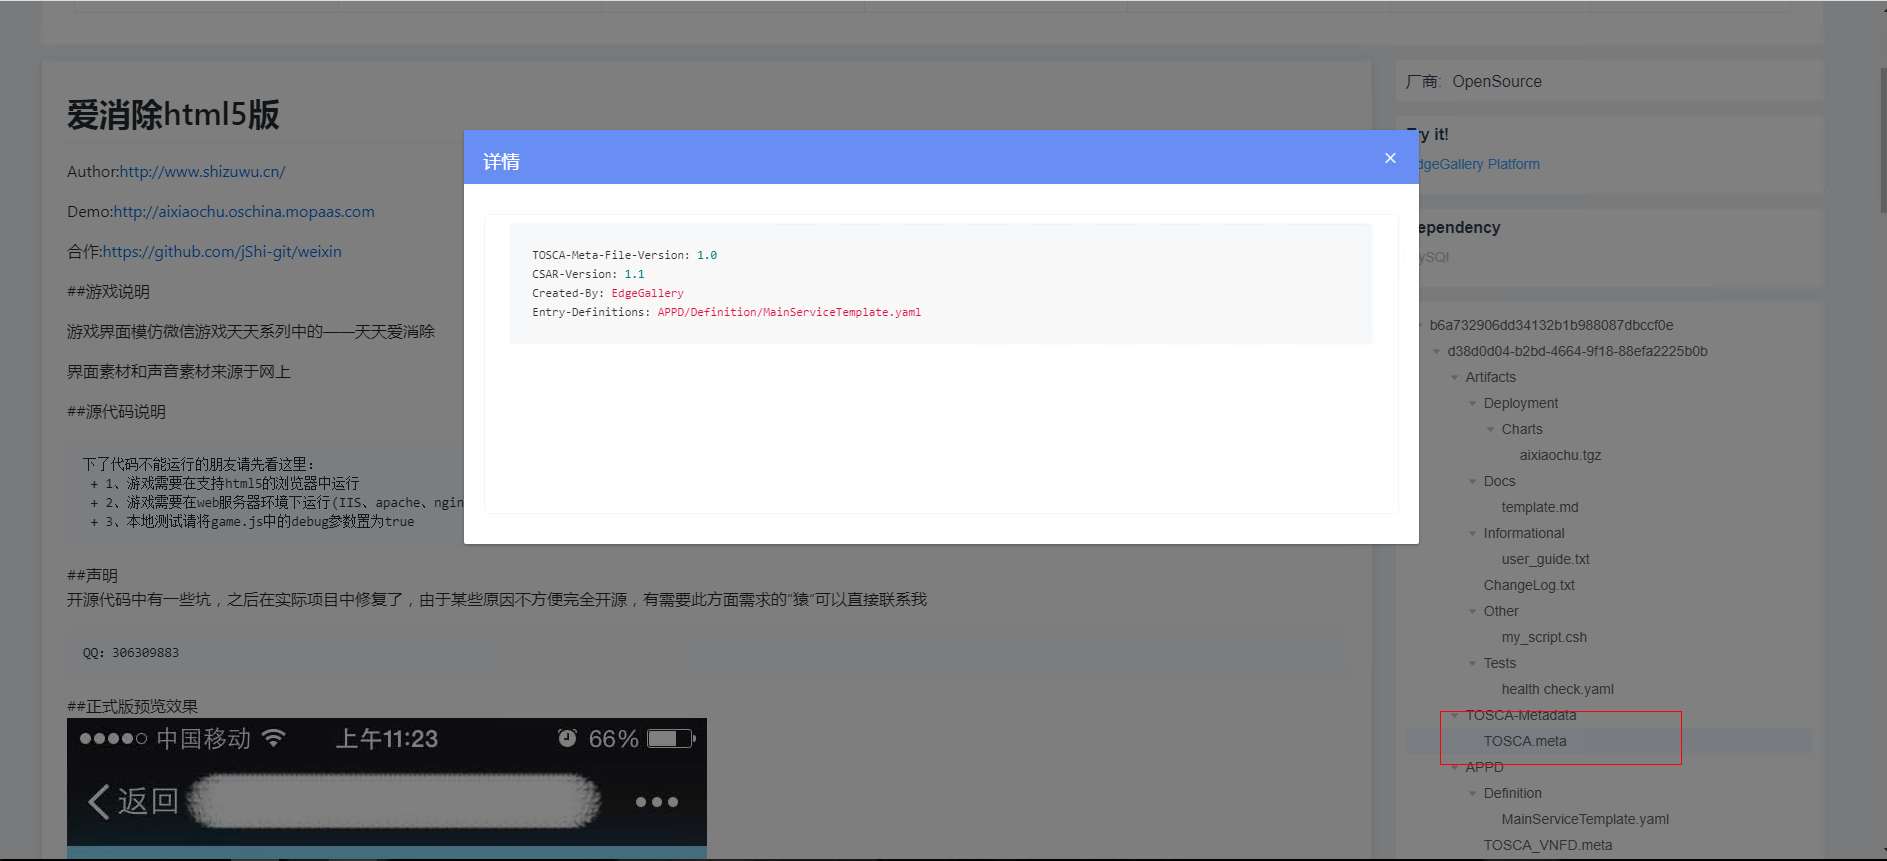 爱消除html5版
Author:http://www.shizuwu.cn/
Demo:http://aixiaochu.oschina.mopaas.com
合作:https://github.com/jShi-git/weixin
##游戏说明
游戏界面模仿微信游戏天天系列中的——天天爱消除
界面素材和声音素材来源于网上
##源代码说明
下了代码不能运行的朋友请先看这里：
+ 1、游戏需要在支持html5的浏览器中运行
+ 2、游戏需要在web服务器环境下运行(IIS、apache、ngin
+ 3、本地测试请将game.js中的debug参数置为true
##声明
开源代码中有一些坑，之后在实际项目中修复了，由于某些原因不方便完全开源，有需要此方面需求的“猿”可以直接联系我
QQ: 306309883
##正式版预览效果
中国移动 上午11:23 66%
返回
详情
TOSCA-Meta-File-Version: 1.0
CSAR-Version: 1.1
Created-By: EdgeGallery
Entry-Definitions: APPD/Definition/MainServiceTemplate.yaml
厂商: OpenSource
ry it!
dgeGallery Platform
ependency
ySQl
b6a732906dd34132b1b988087dbccf0e
d38d0d04-b2bd-4664-9f18-88efa2225b0b
Artifacts
Deployment
Charts
aixiaochu.tgz
Docs
template.md
Informational
user_guide.txt
ChangeLog.txt
Other
my_script.csh
Tests
health check.yaml
TOSCA-Metadata
TOSCA.meta
APPD
Definition
MainServiceTemplate.yaml
TOSCA_VNFD.meta